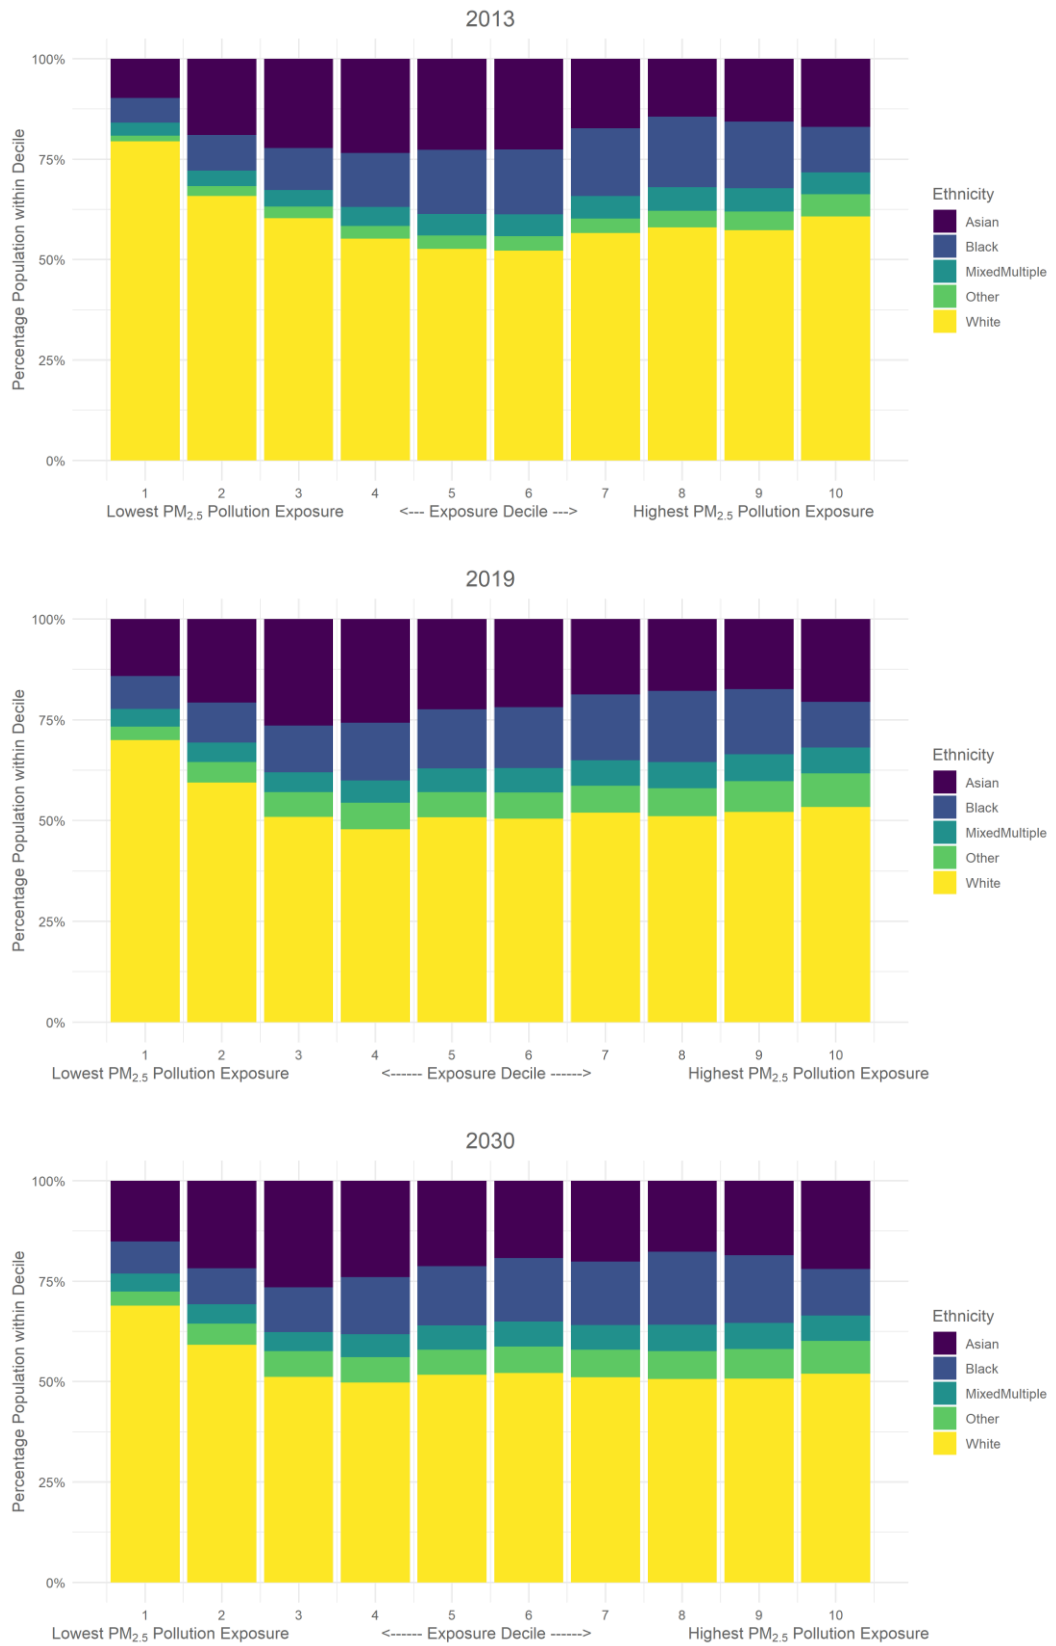 2013
Percentage Population within Decile
100%
75%
50%
25%
0%
1 2 3 4 5 6 7 8 9 10
Lowest PM2.5 Pollution Exposure <--- Exposure Decile ---> Highest PM2.5 Pollution Exposure
Ethnicity
Asian
Black
MixedMultiple
Other
White
2019
Percentage Population within Decile
100%
75%
50%
25%
0%
1 2 3 4 5 6 7 8 9 10
Lowest PM2.5 Pollution Exposure <------ Exposure Decile ------> Highest PM2.5 Pollution Exposure
Ethnicity
Asian
Black
MixedMultiple
Other
White
2030
Percentage Population within Decile
100%
75%
50%
25%
0%
1 2 3 4 5 6 7 8 9 10
Lowest PM2.5 Pollution Exposure <------ Exposure Decile ------> Highest PM2.5 Pollution Exposure
Ethnicity
Asian
Black
MixedMultiple
Other
White